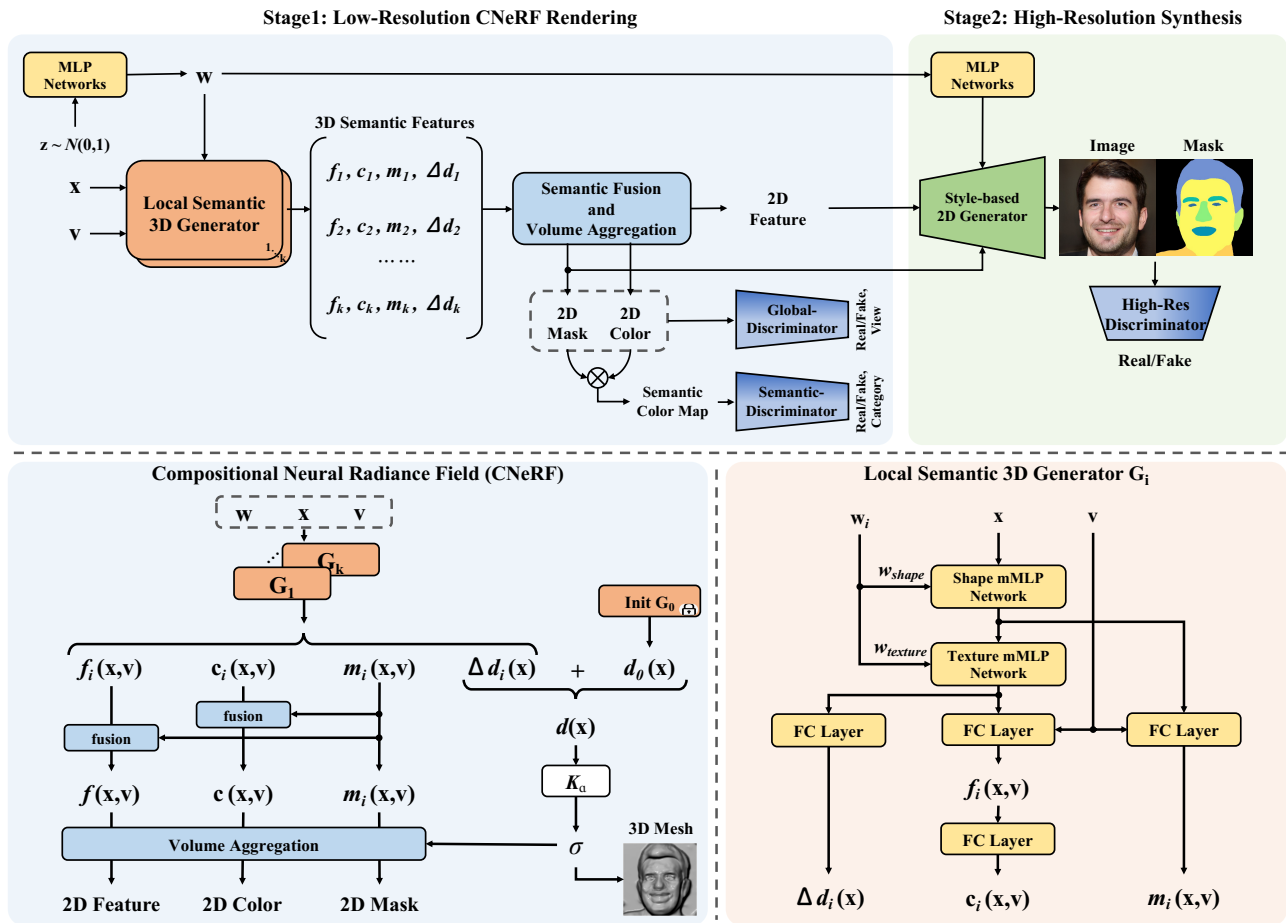 Stage1: Low-Resolution CNeRF Rendering
Stage2: High-Resolution Synthesis
MLP
Networks
w
MLP
Networks
z ~ N(0,1)
3D Semantic Features
Image
Mask
x
v
Local Semantic
3D Generator
1...k
f1, c1, m1, Δd1
f2, c2, m2, Δd2
... ...
fk, ck, mk, Δdk
Semantic Fusion
and
Volume Aggregation
2D
Feature
Style-based
2D Generator
2D
Mask
2D
Color
Global-
Discriminator
Real/Fake,
View
High-Res
Discriminator
Real/Fake
Semantic
Color Map
Semantic-
Discriminator
Real/Fake,
Category
Compositional Neural Radiance Field (CNeRF)
w x v
Gk
G1
Init G0
fi(x,v) ci(x,v) mi(x,v) Δdi(x) + d0(x)
fusion
fusion
d(x)
Kα
f(x,v) c(x,v) mi(x,v)
3D Mesh
Volume Aggregation
σ
2D Feature 2D Color 2D Mask
Local Semantic 3D Generator Gi
wi x v
wshape
Shape mMLP
Network
wtexture
Texture mMLP
Network
FC Layer FC Layer FC Layer
fi(x,v)
FC Layer
Δdi(x) ci(x,v) mi(x,v)